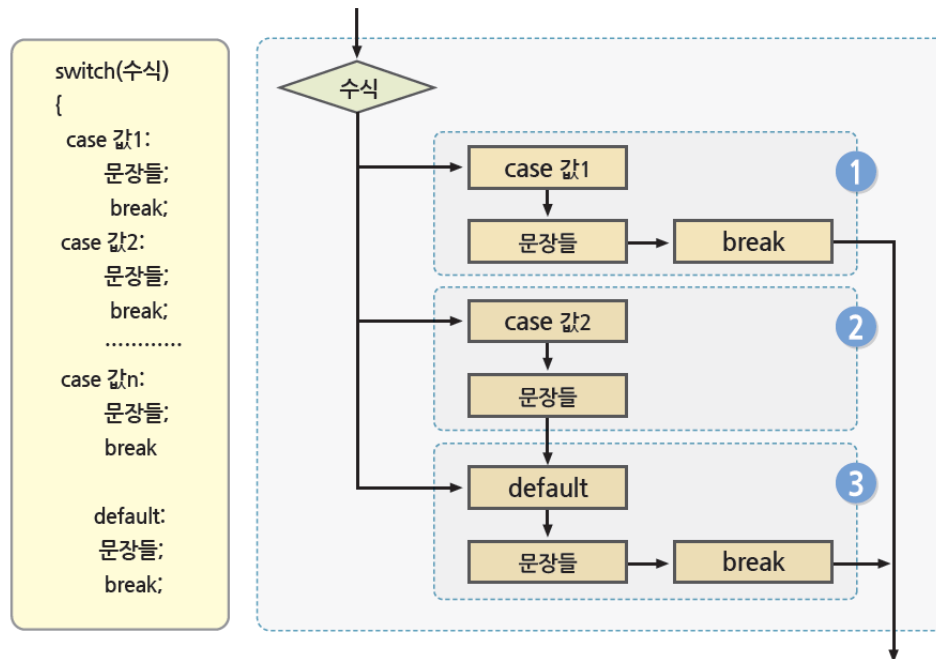 switch(수식)
{
case 값1:
문장들;
break;
case 값2:
문장들;
break;
............
case 값n:
문장들;
break
default:
문장들;
break;
수식
case 값1
문장들
break
1
case 값2
문장들
2
default
문장들
break
3